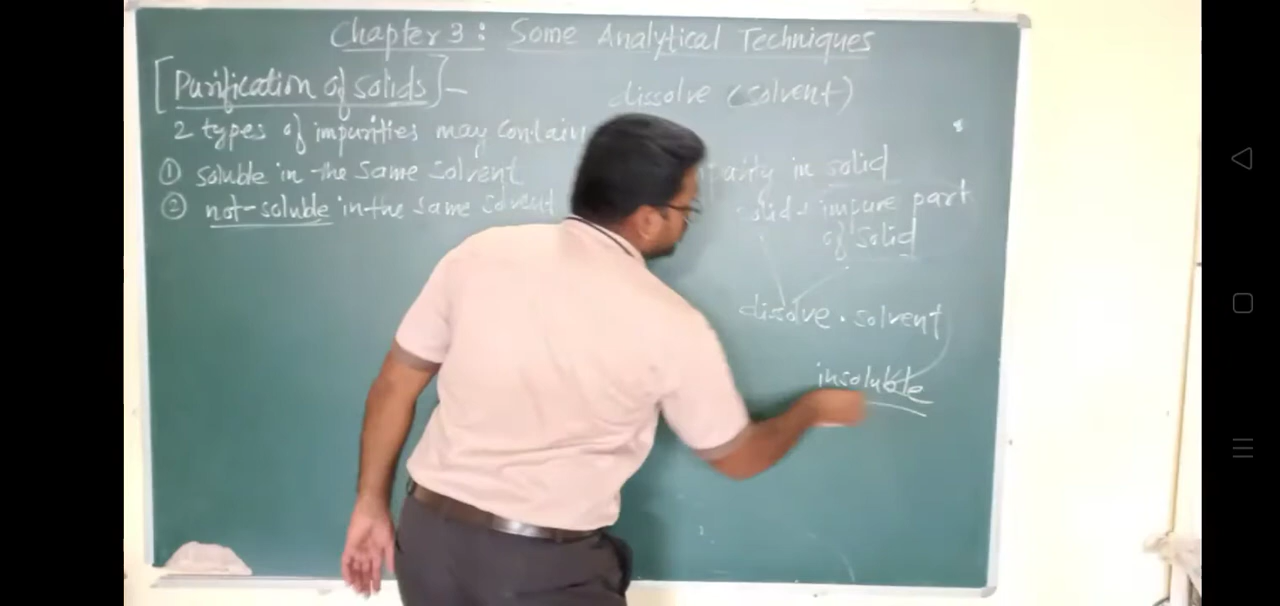 Chapter 3 : Some Analytical Techniques
[Purification of solids] —
dissolve (solvent)
2 types of impurities may contain
① soluble in the same solvent
② not-soluble in the same solvent
in solid
solid + impure part
of solid
disolve . solvent
insoluble